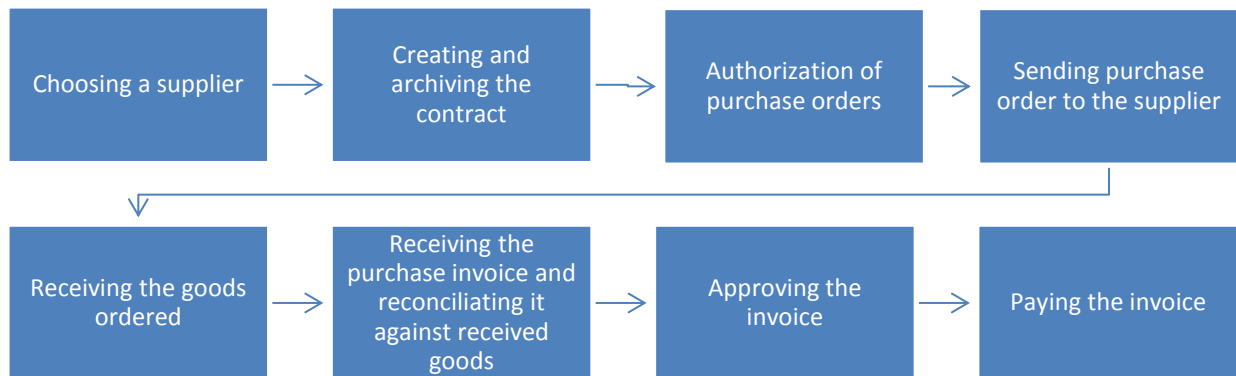 Choosing a supplier
Creating and
archiving the
contract
Authorization of
purchase orders
Sending purchase
order to the supplier
Receiving the goods
ordered
Receiving the
purchase invoice and
reconciliating it
against received
goods
Approving the
invoice
Paying the invoice